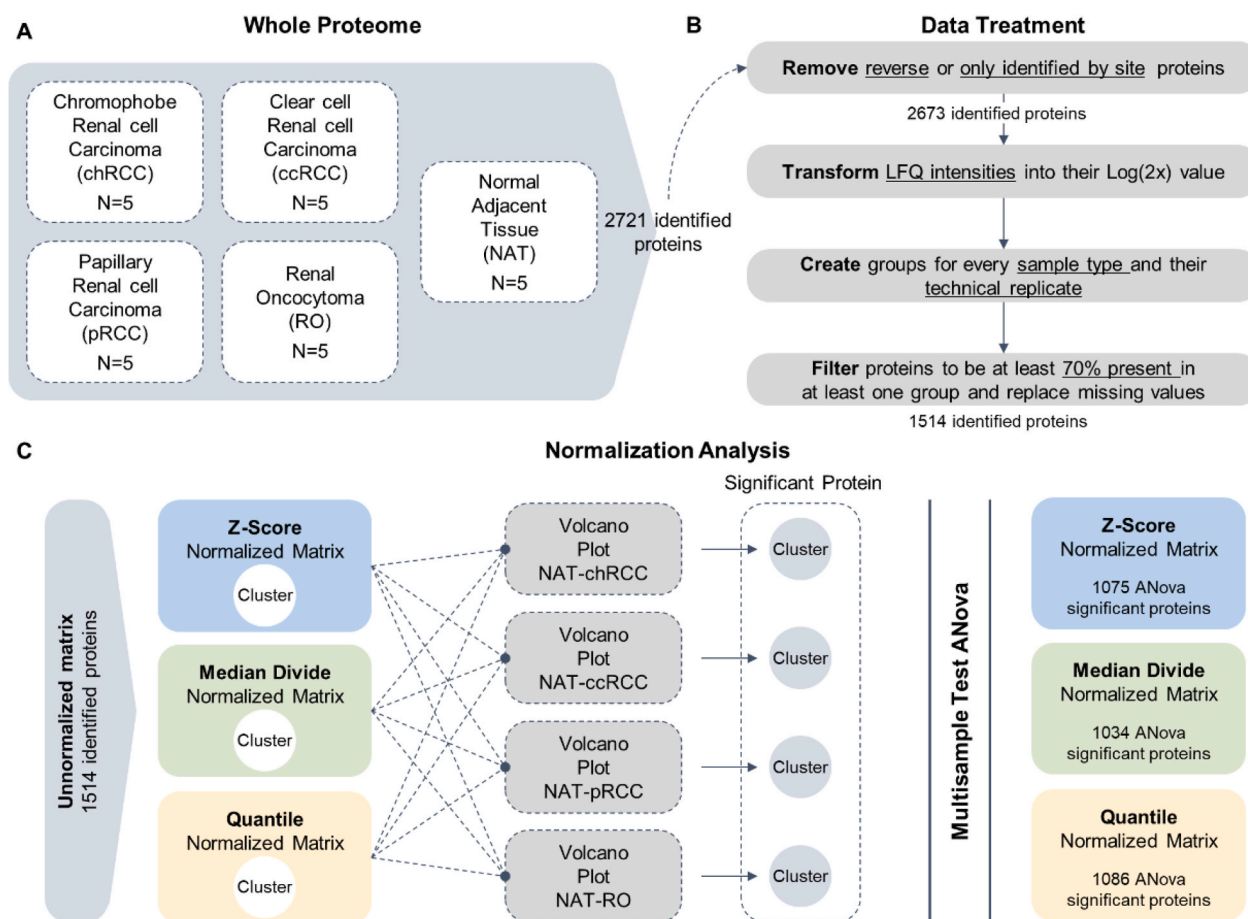 A
Whole Proteome
Chromophobe
Renal cell
Carcinoma
(chRCC)
N=5
Clear cell
Renal cell
Carcinoma
(ccRCC)
N=5
Papillary
Renal cell
Carcinoma
(pRCC)
N=5
Renal
Oncocytoma
(RO)
N=5
Normal
Adjacent
Tissue
(NAT)
N=5
2721 identified
proteins
B
Data Treatment
Remove reverse or only identified by site proteins
2673 identified proteins
Transform LFQ intensities into their Log(2x) value
Create groups for every sample type and their
technical replicate
Filter proteins to be at least 70% present in
at least one group and replace missing values
1514 identified proteins
C
Normalization Analysis
Unnormalized matrix
1514 identified proteins
Z-Score
Normalized Matrix
Cluster
Median Divide
Normalized Matrix
Cluster
Quantile
Normalized Matrix
Cluster
Volcano
Plot
NAT-chRCC
Volcano
Plot
NAT-ccRCC
Volcano
Plot
NAT-pRCC
Volcano
Plot
NAT-RO
Significant Protein
Cluster
Cluster
Cluster
Cluster
Multisample Test ANova
Z-Score
Normalized Matrix
1075 ANova
significant proteins
Median Divide
Normalized Matrix
1034 ANova
significant proteins
Quantile
Normalized Matrix
1086 ANova
significant proteins